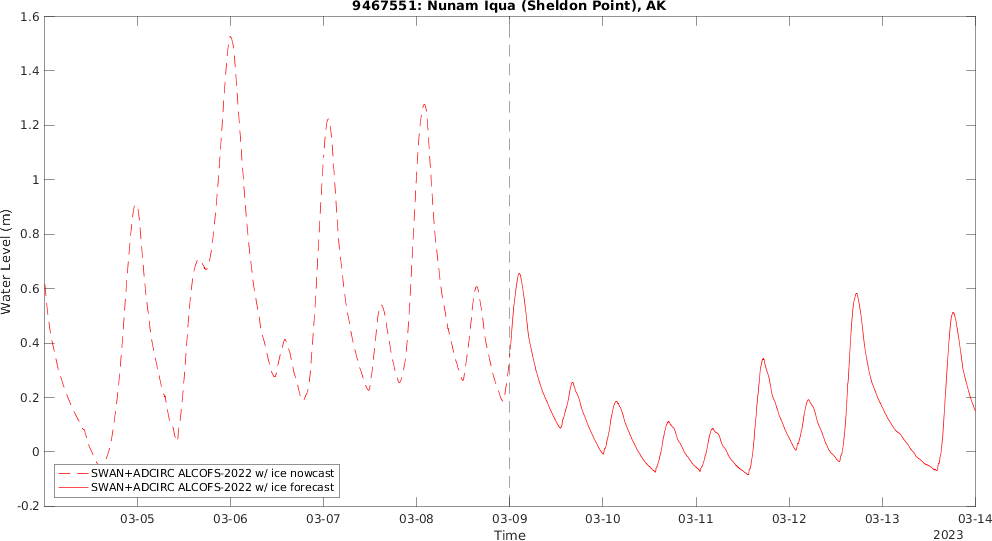 9467551: Nunam Iqua (Sheldon Point), AK
1.6
1.4
1.2
1
0.8
0.6
0.4
0.2
0
-0.2
Water Level (m)
SWAN+ADCIRC ALCOFS-2022 w/ ice nowcast
SWAN+ADCIRC ALCOFS-2022 w/ ice forecast
03-05 03-06 03-07 03-08 03-09 03-10 03-11 03-12 03-13 03-14
Time
2023